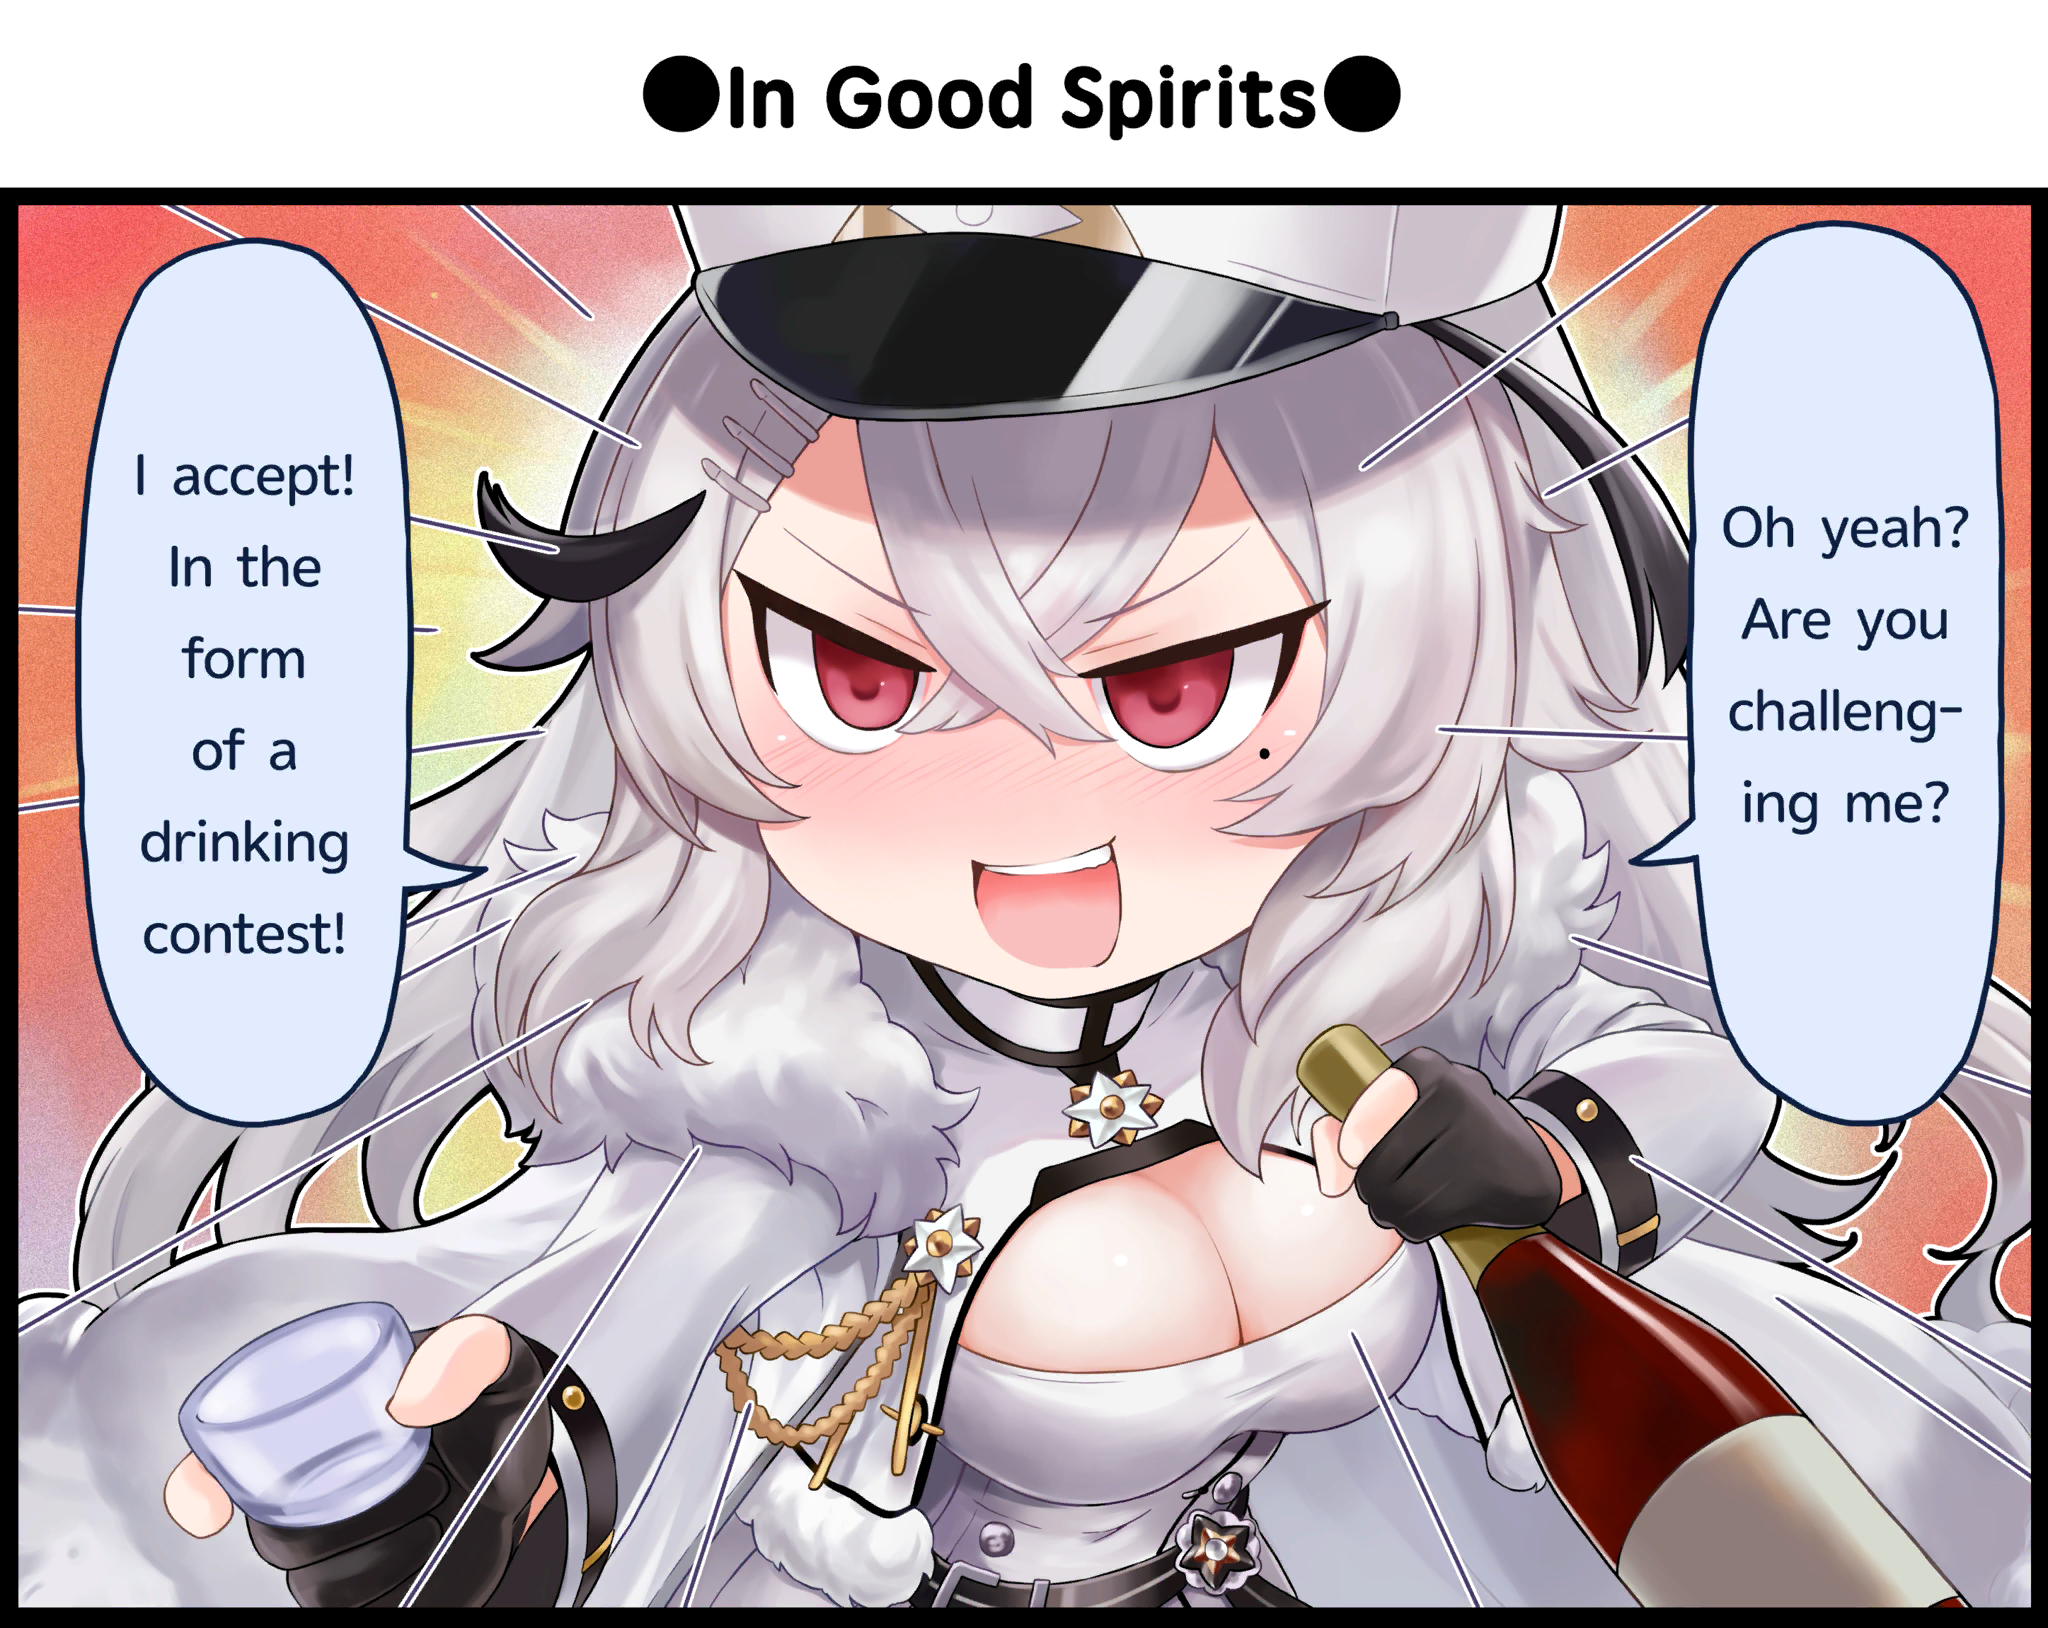 ●In Good Spirits●
Oh yeah?
Are you
challeng-
ing me?
I accept!
In the
form
of a
drinking
contest!